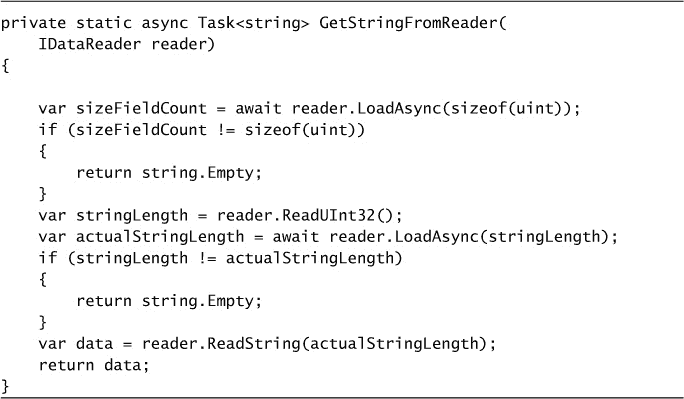 private static async Task<string> GetStringFromReader(
    IDataReader reader)
{
    var sizeFieldCount = await reader.LoadAsync(sizeof(uint));
    if (sizeFieldCount != sizeof(uint))
    {
        return string.Empty;
    }
    var stringLength = reader.ReadUInt32();
    var actualStringLength = await reader.LoadAsync(stringLength);
    if (stringLength != actualStringLength)
    {
        return string.Empty;
    }
    var data = reader.ReadString(actualStringLength);
    return data;
}